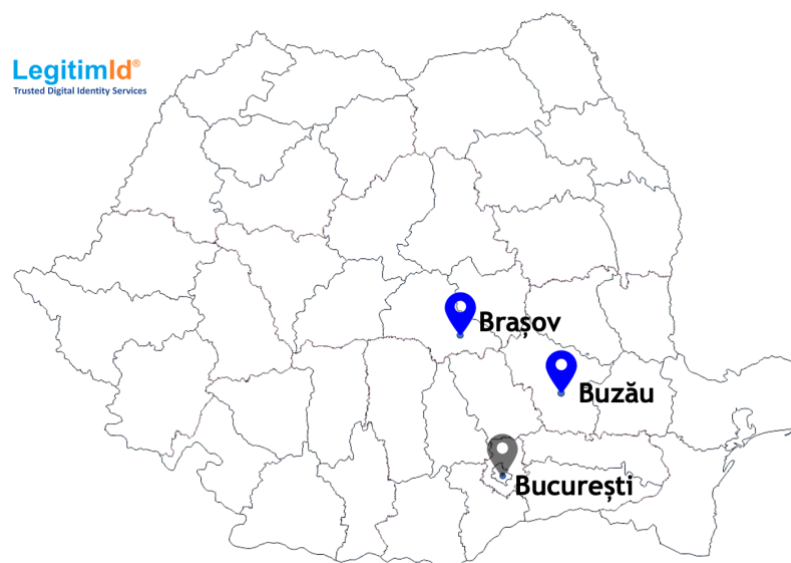 LegitimId®
Trusted Digital Identity Services
Brașov
Buzău
București